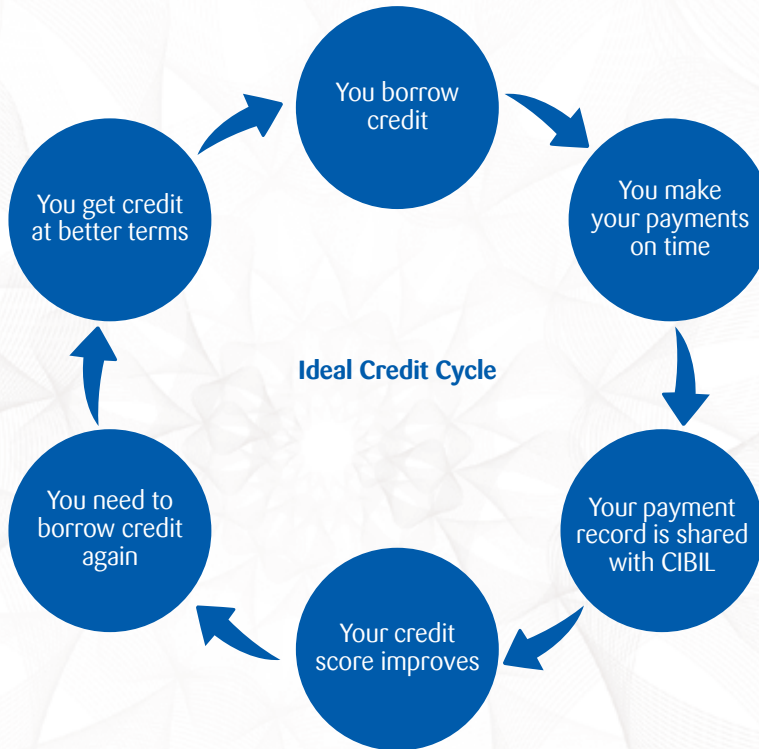 You borrow
credit
You make
your payments
on time
Your payment
record is shared
with CIBIL
Your credit
score improves
You need to
borrow credit
again
You get credit
at better terms
Ideal Credit Cycle